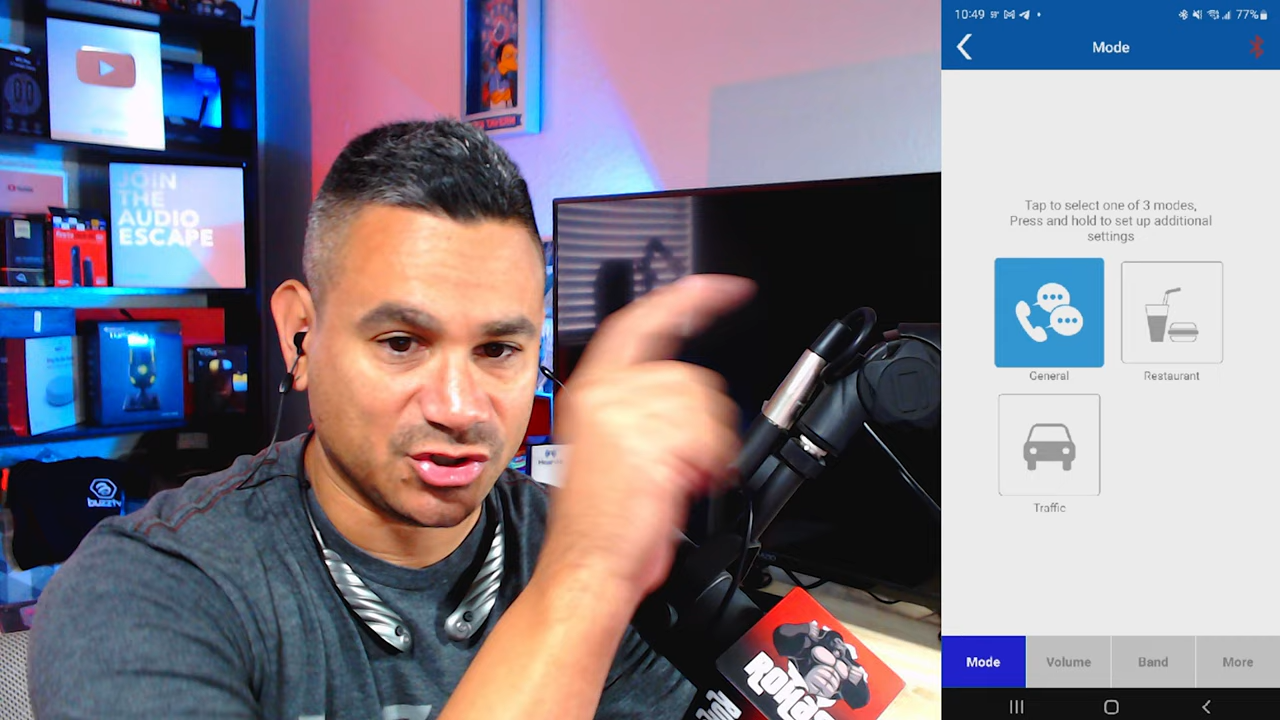 JOIN
THE
AUDIO
ESCAPE
buzztv
10:49
77%
Mode
Tap to select one of 3 modes,
Press and hold to set up additional
settings
General
Restaurant
Traffic
Mode
Volume
Band
More